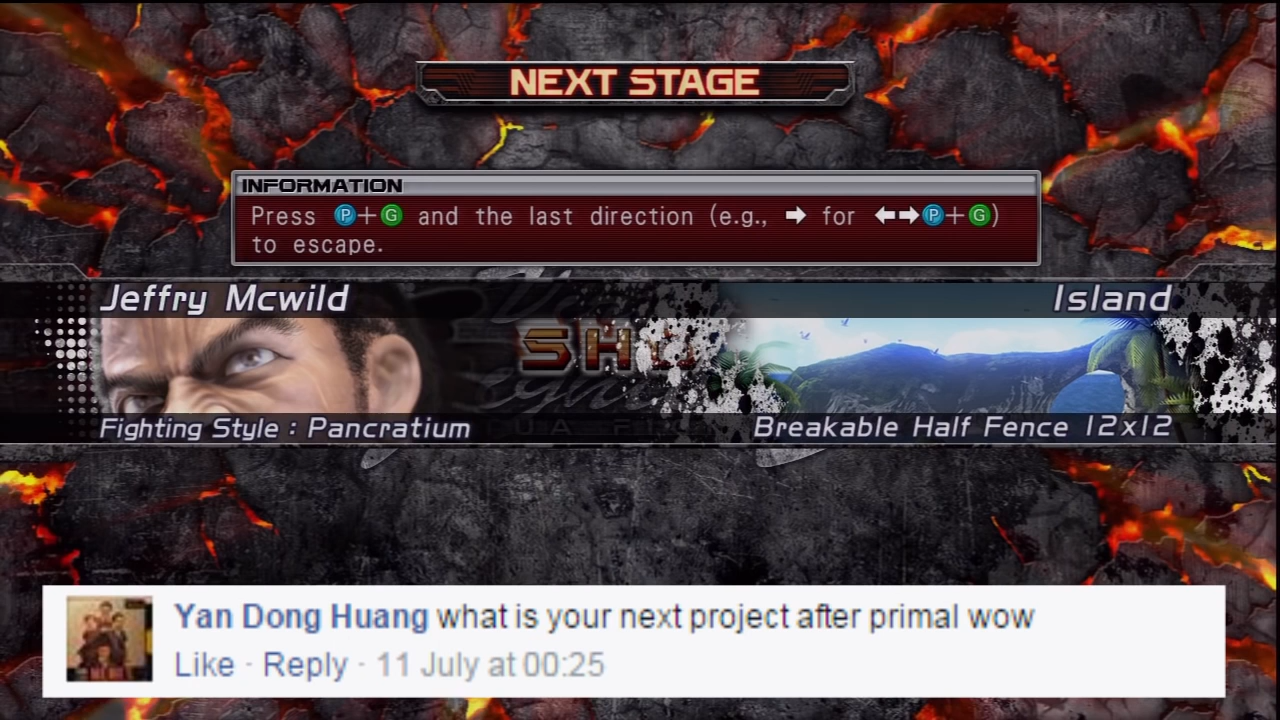 NEXT STAGE
INFORMATION
Press P+G and the last direction (e.g., ➡ for ⬅➡P+G)
to escape.
Jeffry Mcwild
Island
SH
Fighting Style : Pancratium
Breakable Half Fence 12x12
Yan Dong Huang what is your next project after primal wow
Like · Reply · 11 July at 00:25